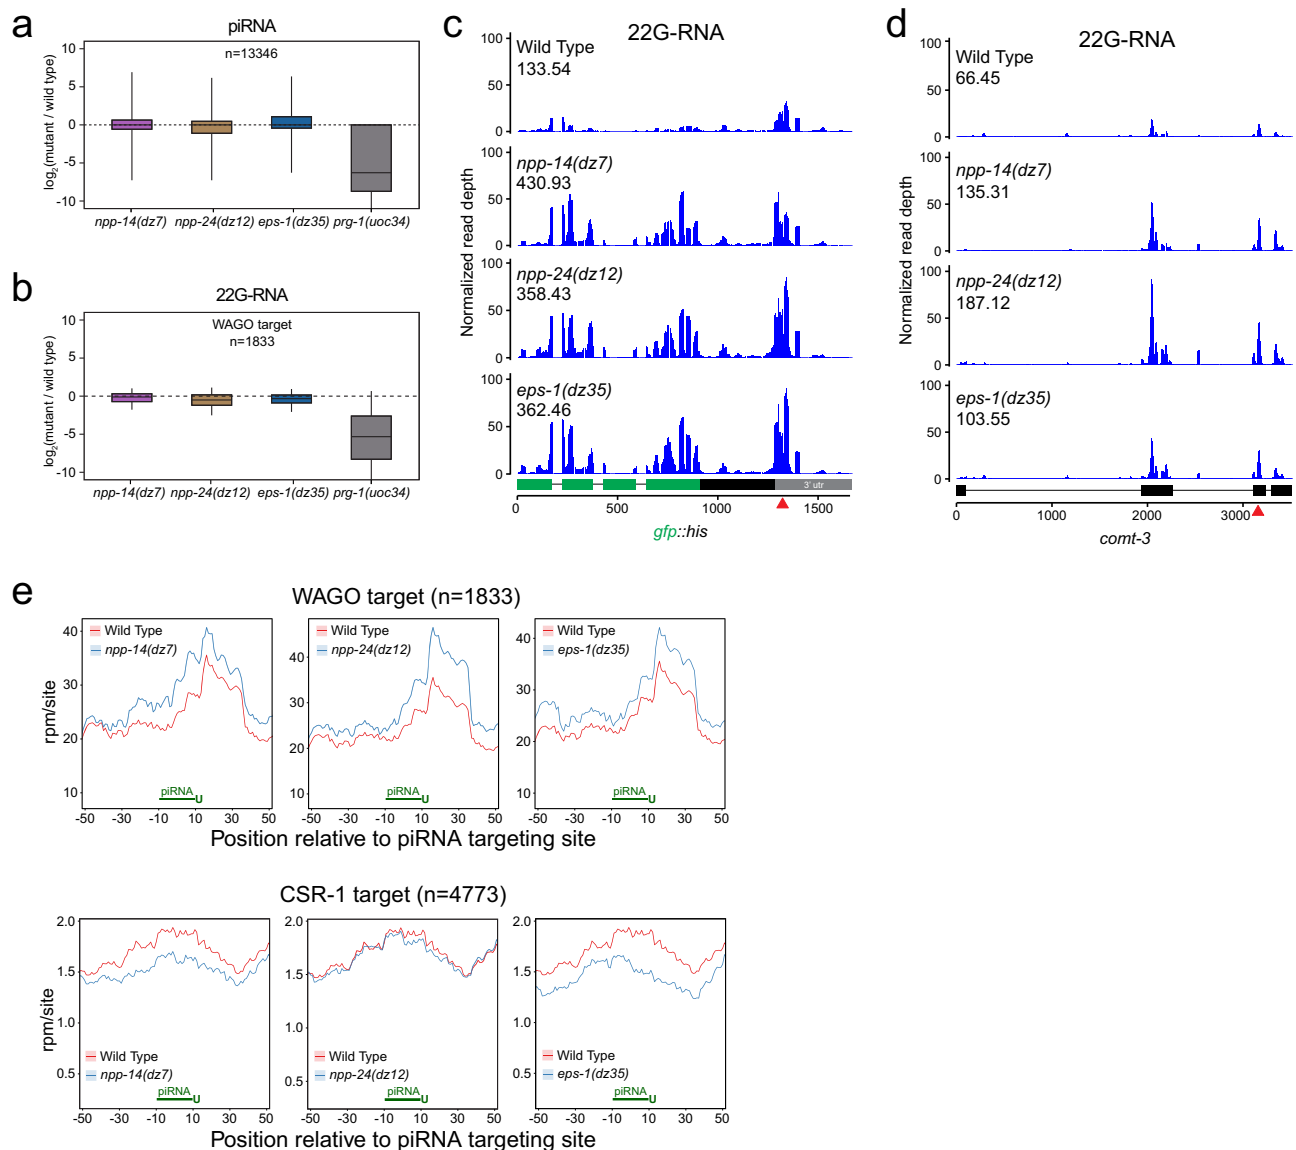 a
piRNA
n=13346
log2(mutant / wild type)
10
5
0
-5
-10
npp-14(dz7) npp-24(dz12) eps-1(dz35) prg-1(uoc34)
b
22G-RNA
WAGO target
n=1833
log2(mutant / wild type)
10
5
0
-5
-10
npp-14(dz7) npp-24(dz12) eps-1(dz35) prg-1(uoc34)
c
22G-RNA
Normalized read depth
100
50
0
Wild Type
133.54
100
50
0
npp-14(dz7)
430.93
100
50
0
npp-24(dz12)
358.43
100
50
0
eps-1(dz35)
362.46
3' utr
0 500 1000 1500
gfp::his
d
22G-RNA
Normalized read depth
100
50
0
Wild Type
66.45
100
50
0
npp-14(dz7)
135.31
100
50
0
npp-24(dz12)
187.12
100
50
0
eps-1(dz35)
103.55
0 1000 2000 3000
comt-3
e
WAGO target (n=1833)
rpm/site
40
30
20
10
Wild Type
npp-14(dz7)
piRNA
U
-50 -30 -10 10 30 50
40
30
20
10
Wild Type
npp-24(dz12)
piRNA
U
-50 -30 -10 10 30 50
40
30
20
10
Wild Type
eps-1(dz35)
piRNA
U
-50 -30 -10 10 30 50
Position relative to piRNA targeting site
CSR-1 target (n=4773)
rpm/site
2.0
1.5
1.0
0.5
Wild Type
npp-14(dz7)
piRNA
U
-50 -30 -10 10 30 50
2.0
1.5
1.0
0.5
Wild Type
npp-24(dz12)
piRNA
U
-50 -30 -10 10 30 50
2.0
1.5
1.0
0.5
Wild Type
eps-1(dz35)
piRNA
U
-50 -30 -10 10 30 50
Position relative to piRNA targeting site